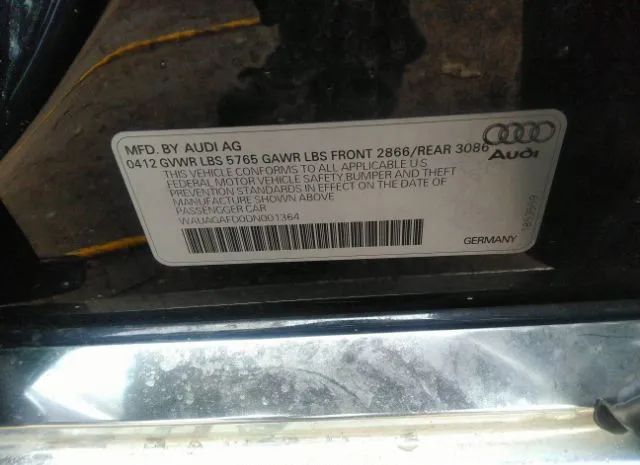 MFD. BY AUDI AG
0412 GVWR LBS 5765 GAWR LBS FRONT 2866/REAR 3086
THIS VEHICLE CONFORMS TO ALL APPLICABLE U S
FEDERAL MOTOR VEHICLE SAFETY,BUMPER AND THEFT
PREVENTION STANDARDS IN EFFECT ON THE DATE OF
MANUFACTURE SHOWN ABOVE
PASSENGGER CAR
WAUAGAFD0DN001364
Audi
GERMANY